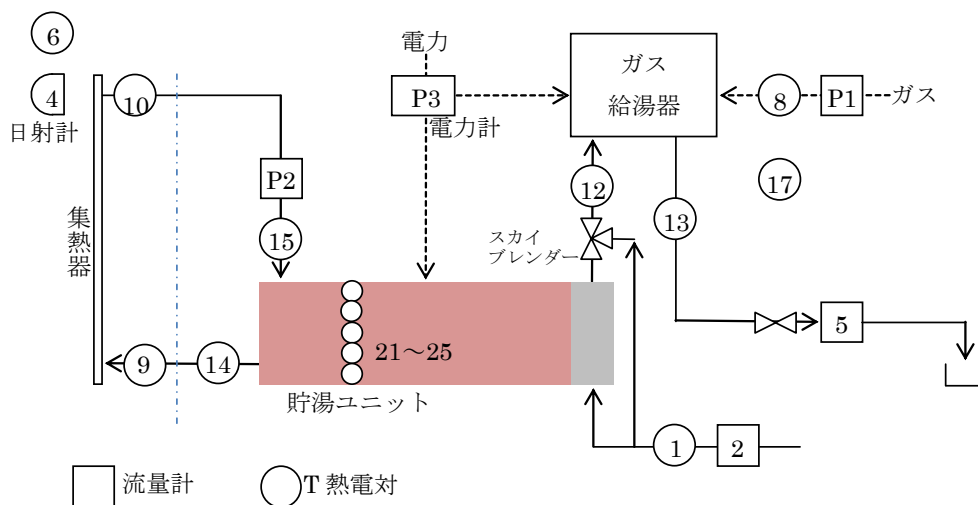 6
4
日射計
10
集熱器
P2
15
9
14
電力
P3
電力計
ガス
給湯器
8
P1
ガス
17
12
13
スカイ
ブレンダー
21～25
貯湯ユニット
5
1
2
流量計
T 熱電対